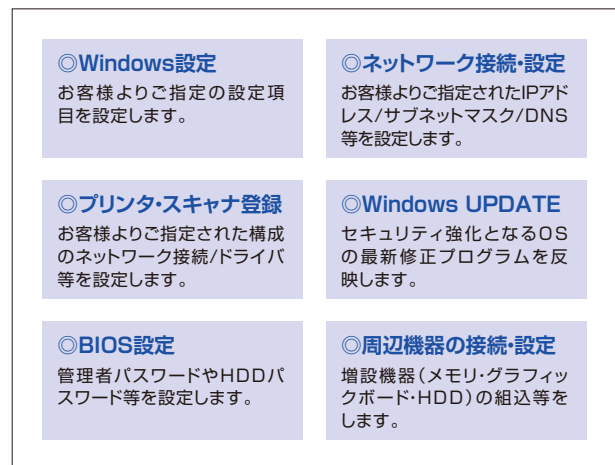 ◎Windows設定
お客様よりご指定の設定項
目を設定します。
◎ネットワーク接続・設定
お客様よりご指定されたIPアド
レス/サブネットマスク/DNS
等を設定します。
◎プリンタ・スキャナ登録
お客様よりご指定された構成
のネットワーク接続/ドライバ
等を設定します。
◎Windows UPDATE
セキュリティ強化となるOS
の最新修正プログラムを反
映します。
◎BIOS設定
管理者パスワードやHDDパ
スワード等を設定します。
◎周辺機器の接続・設定
増設機器(メモリ・グラフィッ
クボード・HDD)の組込等を
します。